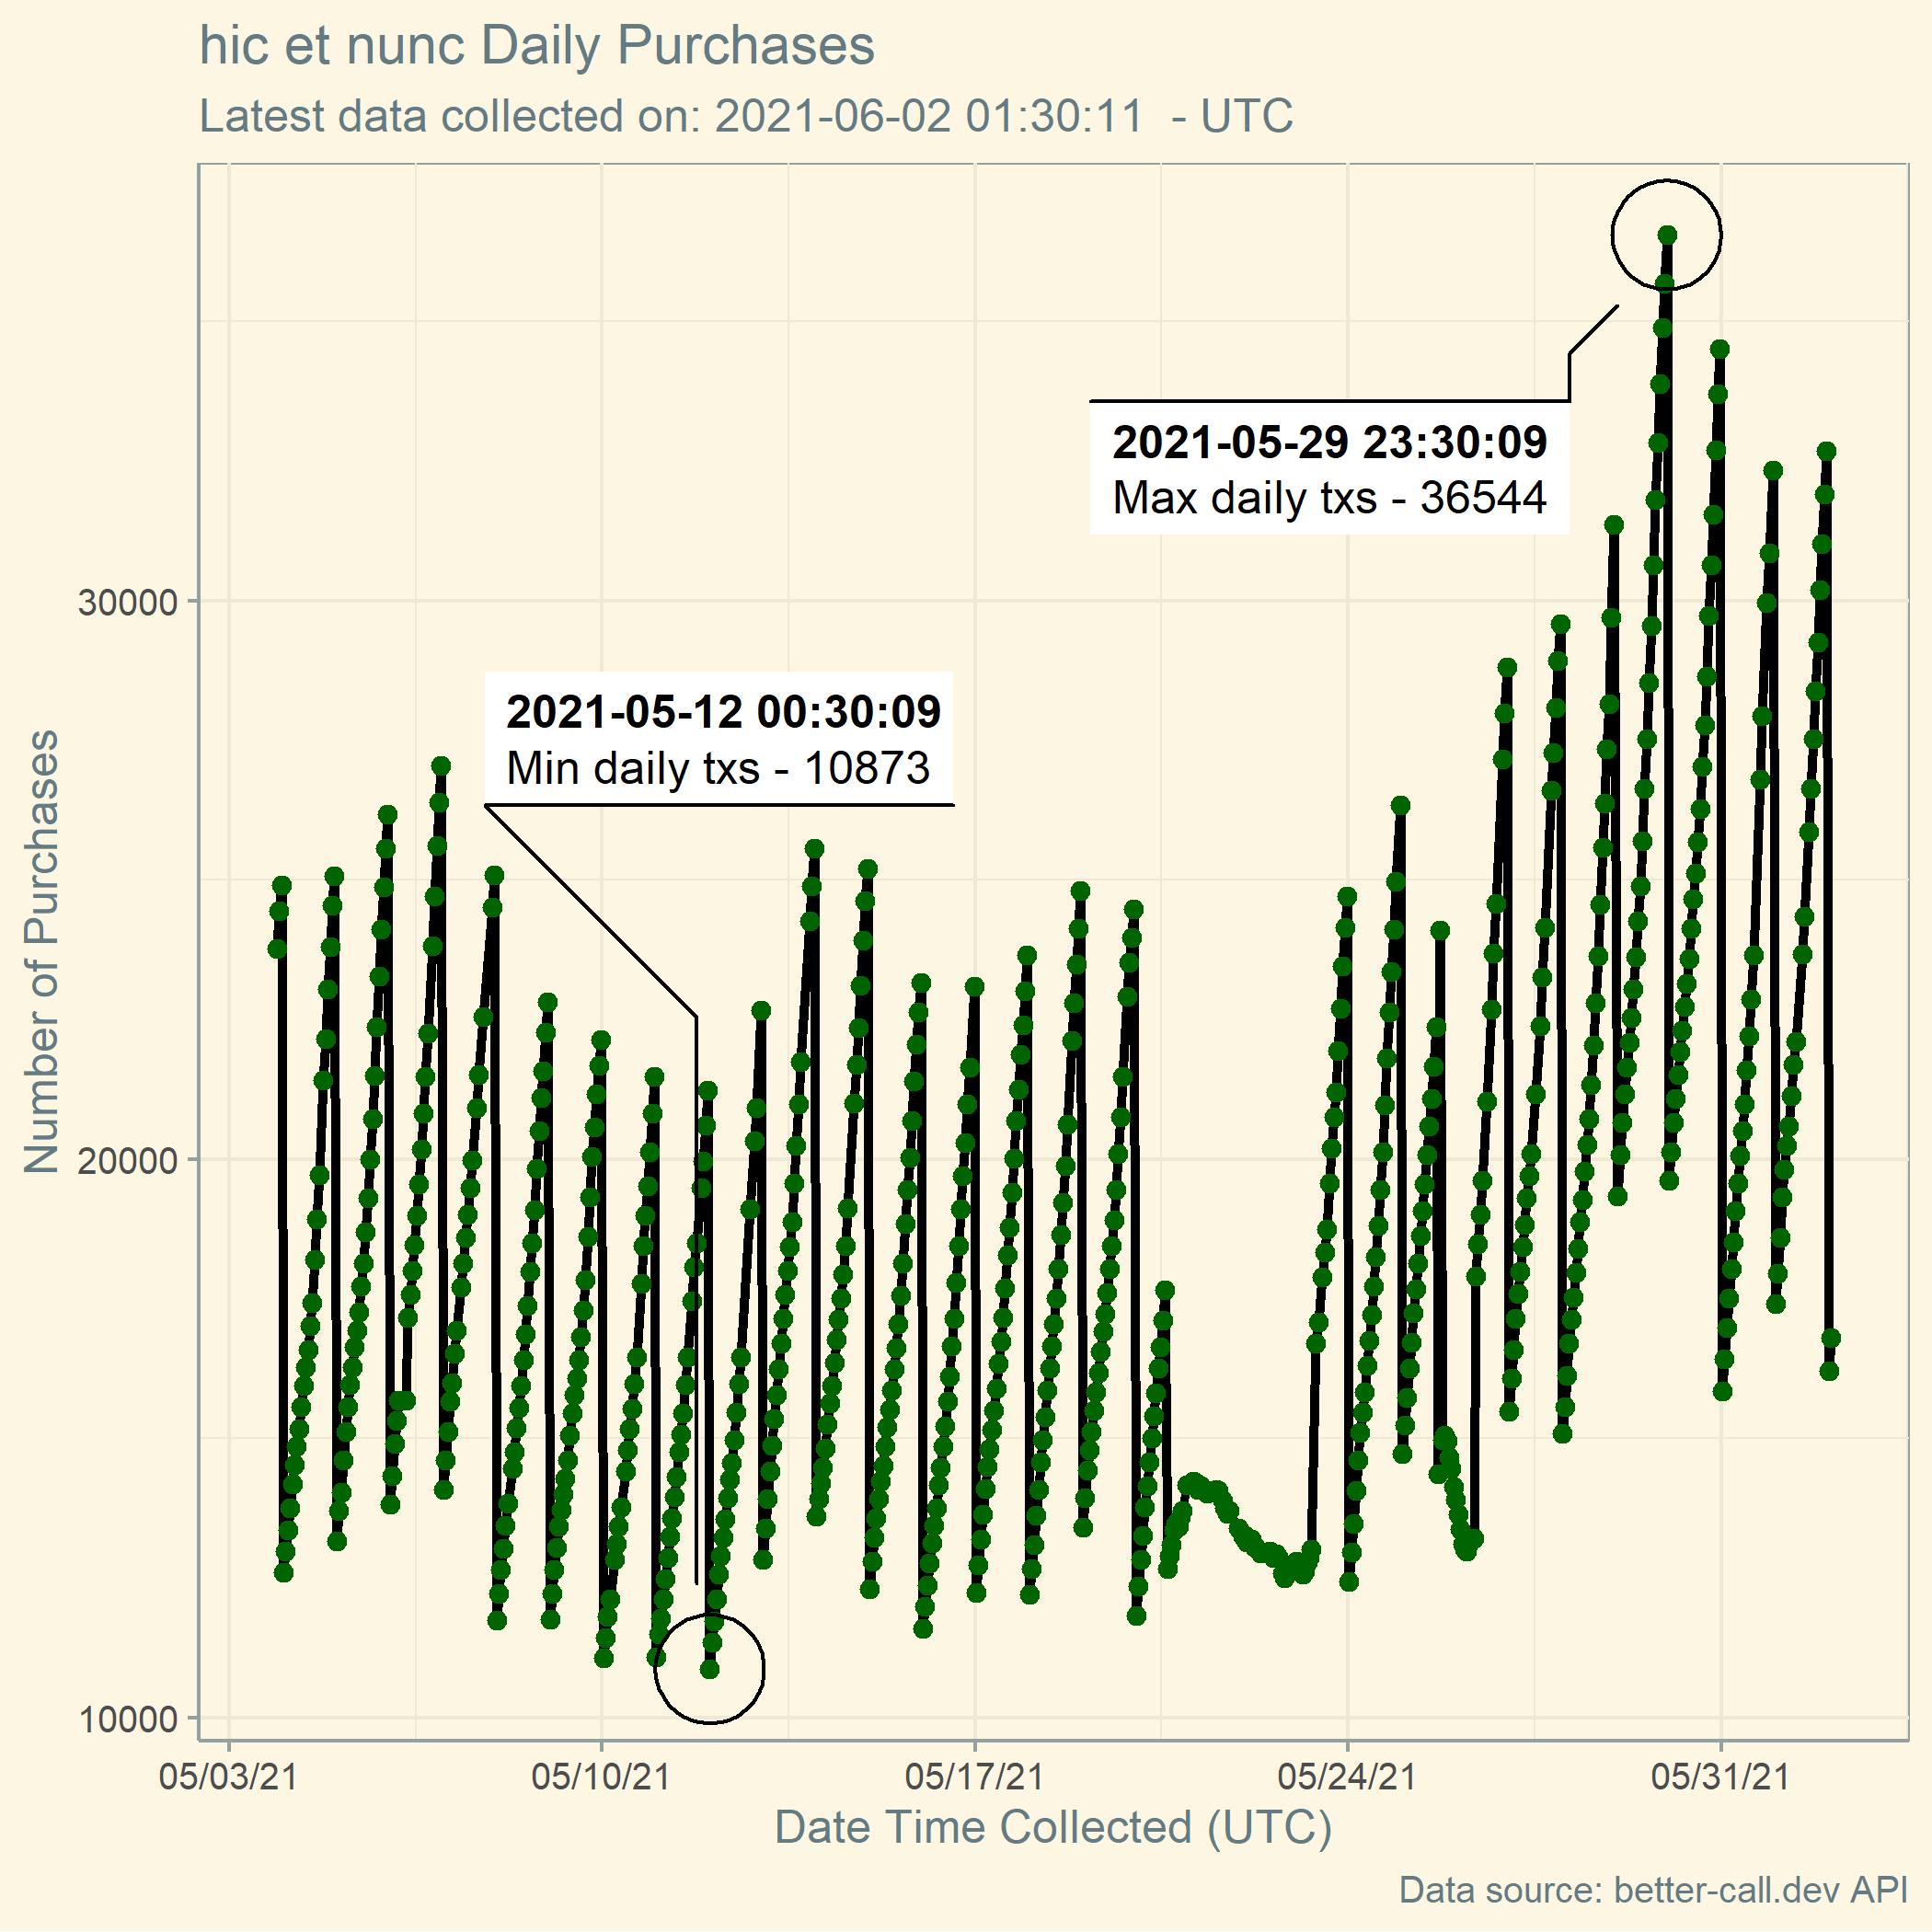 hic et nunc Daily Purchases
Latest data collected on: 2021-06-02 01:30:11  - UTC
2021-05-29 23:30:09
Max daily txs - 36544
2021-05-12 00:30:09
Min daily txs - 10873
Number of Purchases
30000
20000
10000
05/03/21
05/10/21
05/17/21
05/24/21
05/31/21
Date Time Collected (UTC)
Data source: better-call.dev API